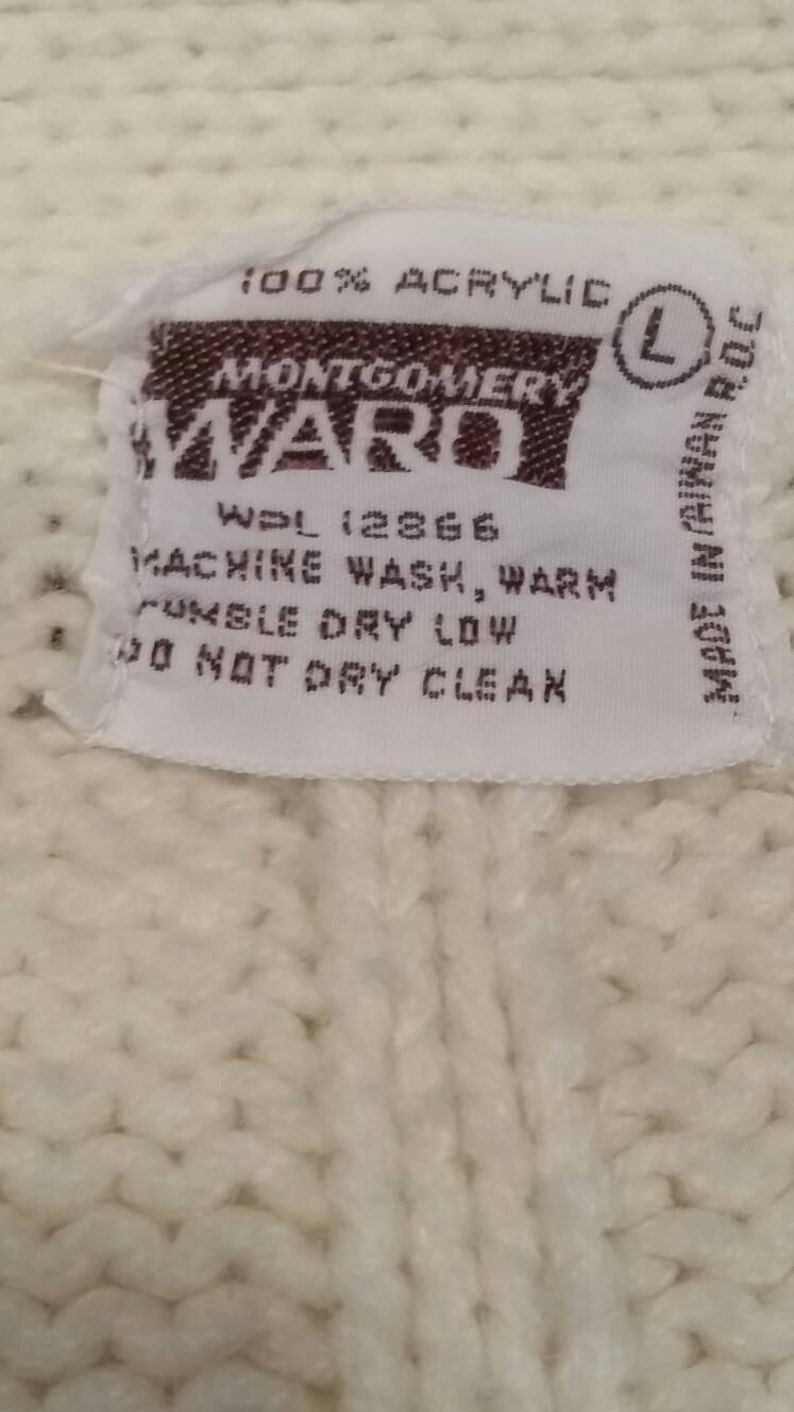 100% ACRYLIC
L
MONTGOMERY
WARD
WPL 12866
MACHINE WASH, WARM
TUMBLE DRY LOW
DO NOT DRY CLEAN
MADE IN TAIWAN R.O.C